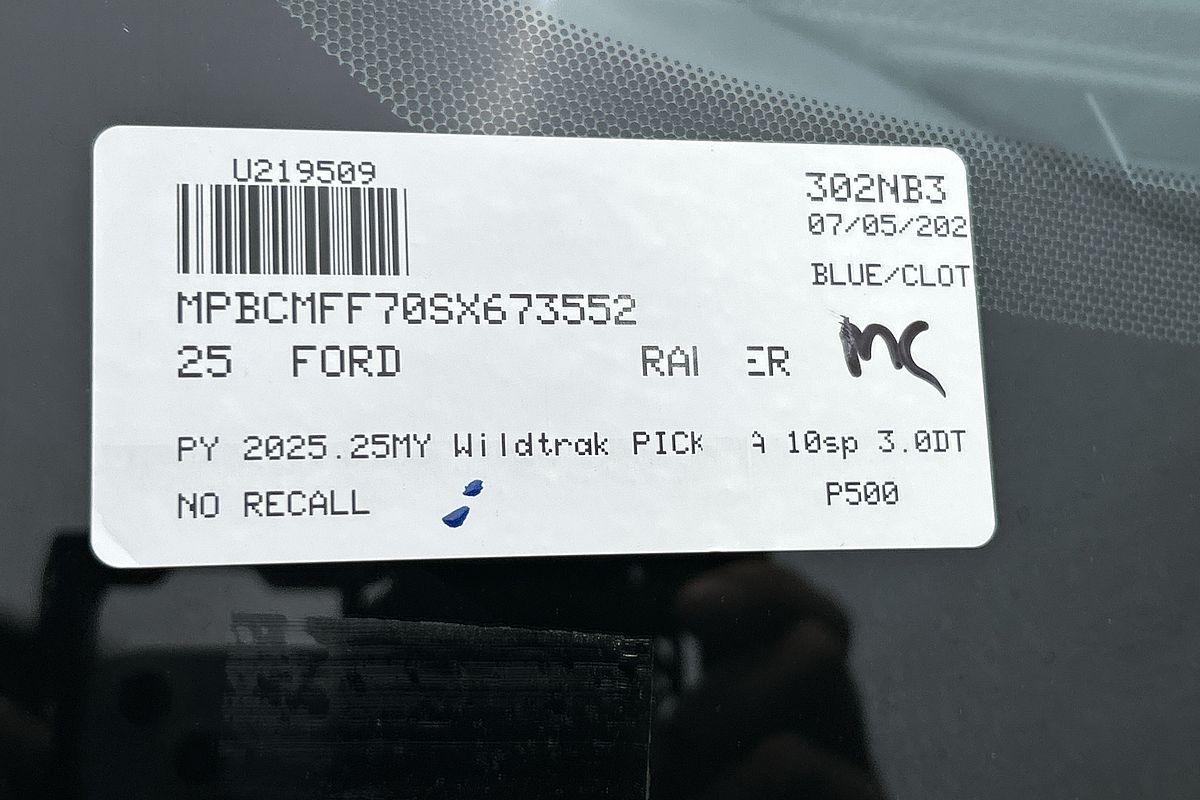 U219509
302NB3
07/05/202
BLUE/CLOT
MPBCMFF70SX673552
25 FORD
mc
PY 2025.25MY Wildtrak PICK 10sp 3.0DT
NO RECALL
P500